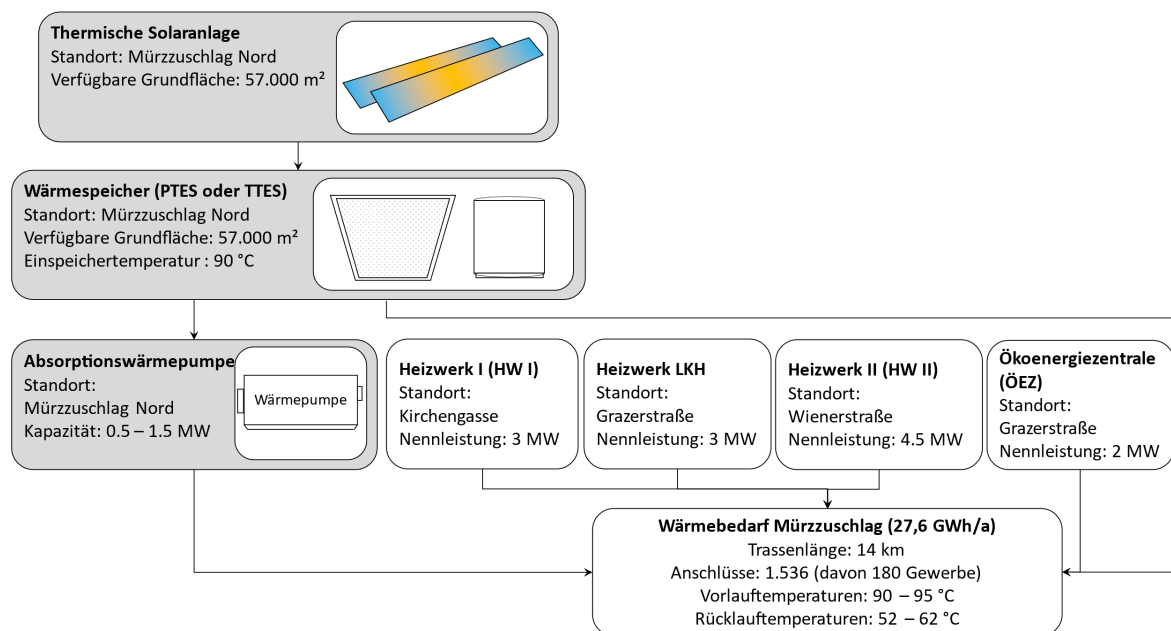 Thermische Solaranlage
Standort: Mürzzuschlag Nord
Verfügbare Grundfläche: 57.000 m²
Wärmespeicher (PTES oder TTES)
Standort: Mürzzuschlag Nord
Verfügbare Grundfläche: 57.000 m²
Einspeichertemperatur : 90 °C
Absorptionswärmepumpe
Standort:
Mürzzuschlag Nord
Kapazität: 0.5 – 1.5 MW
Wärmepumpe
Heizwerk I (HW I)
Standort:
Kirchengasse
Nennleistung: 3 MW
Heizwerk LKH
Standort:
Grazerstraße
Nennleistung: 3 MW
Heizwerk II (HW II)
Standort:
Wienerstraße
Nennleistung: 4.5 MW
Ökoenergiezentrale
(ÖEZ)
Standort:
Grazerstraße
Nennleistung: 2 MW
Wärmebedarf Mürzzuschlag (27,6 GWh/a)
Trassenlänge: 14 km
Anschlüsse: 1.536 (davon 180 Gewerbe)
Vorlauftemperaturen: 90 – 95 °C
Rücklauftemperaturen: 52 – 62 °C